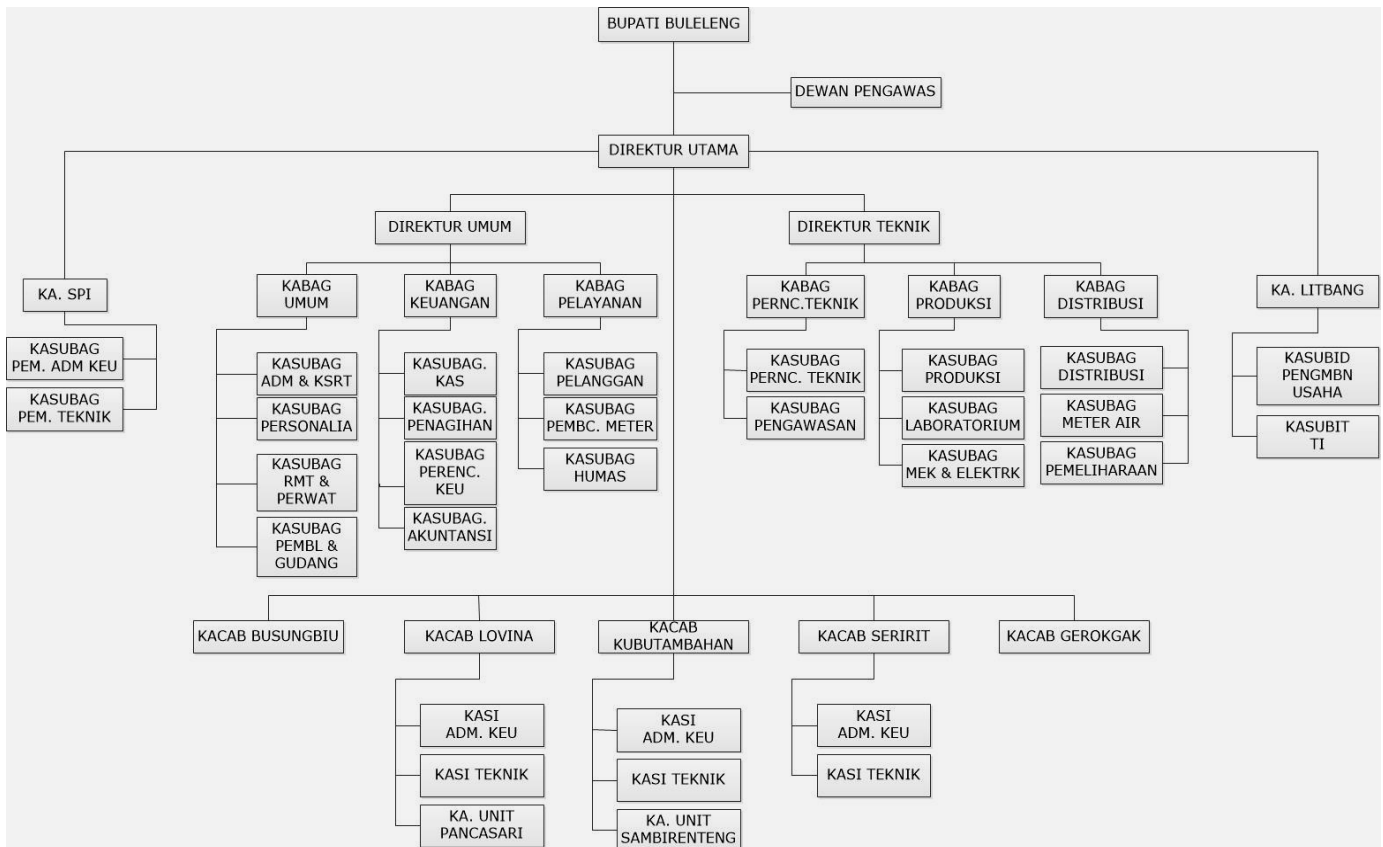 BUPATI BULELENG
DEWAN PENGAWAS
DIREKTUR UTAMA
DIREKTUR UMUM
DIREKTUR TEKNIK
KA. SPI
KABAG
UMUM
KABAG
KEUANGAN
KABAG
PELAYANAN
KABAG
PERNC.TEKNIK
KABAG
PRODUKSI
KABAG
DISTRIBUSI
KA. LITBANG
KASUBAG
PEM. ADM KEU
KASUBAG
PEM. TEKNIK
KASUBAG
ADM & KSRT
KASUBAG
PERSONALIA
KASUBAG
RMT &
PERWAT
KASUBAG
PEMBL &
GUDANG
KASUBAG.
KAS
KASUBAG.
PENAGIHAN
KASUBAG
PERENC.
KEU
KASUBAG.
AKUNTANSI
KASUBAG
PELANGGAN
KASUBAG
PEMBC. METER
KASUBAG
HUMAS
KASUBAG
PERNC. TEKNIK
KASUBAG
PENGAWASAN
KASUBAG
PRODUKSI
KASUBAG
LABORATORIUM
KASUBAG
MEK & ELEKTRK
KASUBAG
DISTRIBUSI
KASUBAG
METER AIR
KASUBAG
PEMELIHARAAN
KASUBID
PENGMBN
USAHA
KASUBIT
TI
KACAB BUSUNGBIU
KACAB LOVINA
KACAB
KUBUTAMBAHAN
KACAB SERIRIT
KACAB GEROKGAK
KASI
ADM. KEU
KASI TEKNIK
KA. UNIT
PANCASARI
KASI
ADM. KEU
KASI TEKNIK
KA. UNIT
SAMBIRENTENG
KASI
ADM. KEU
KASI TEKNIK